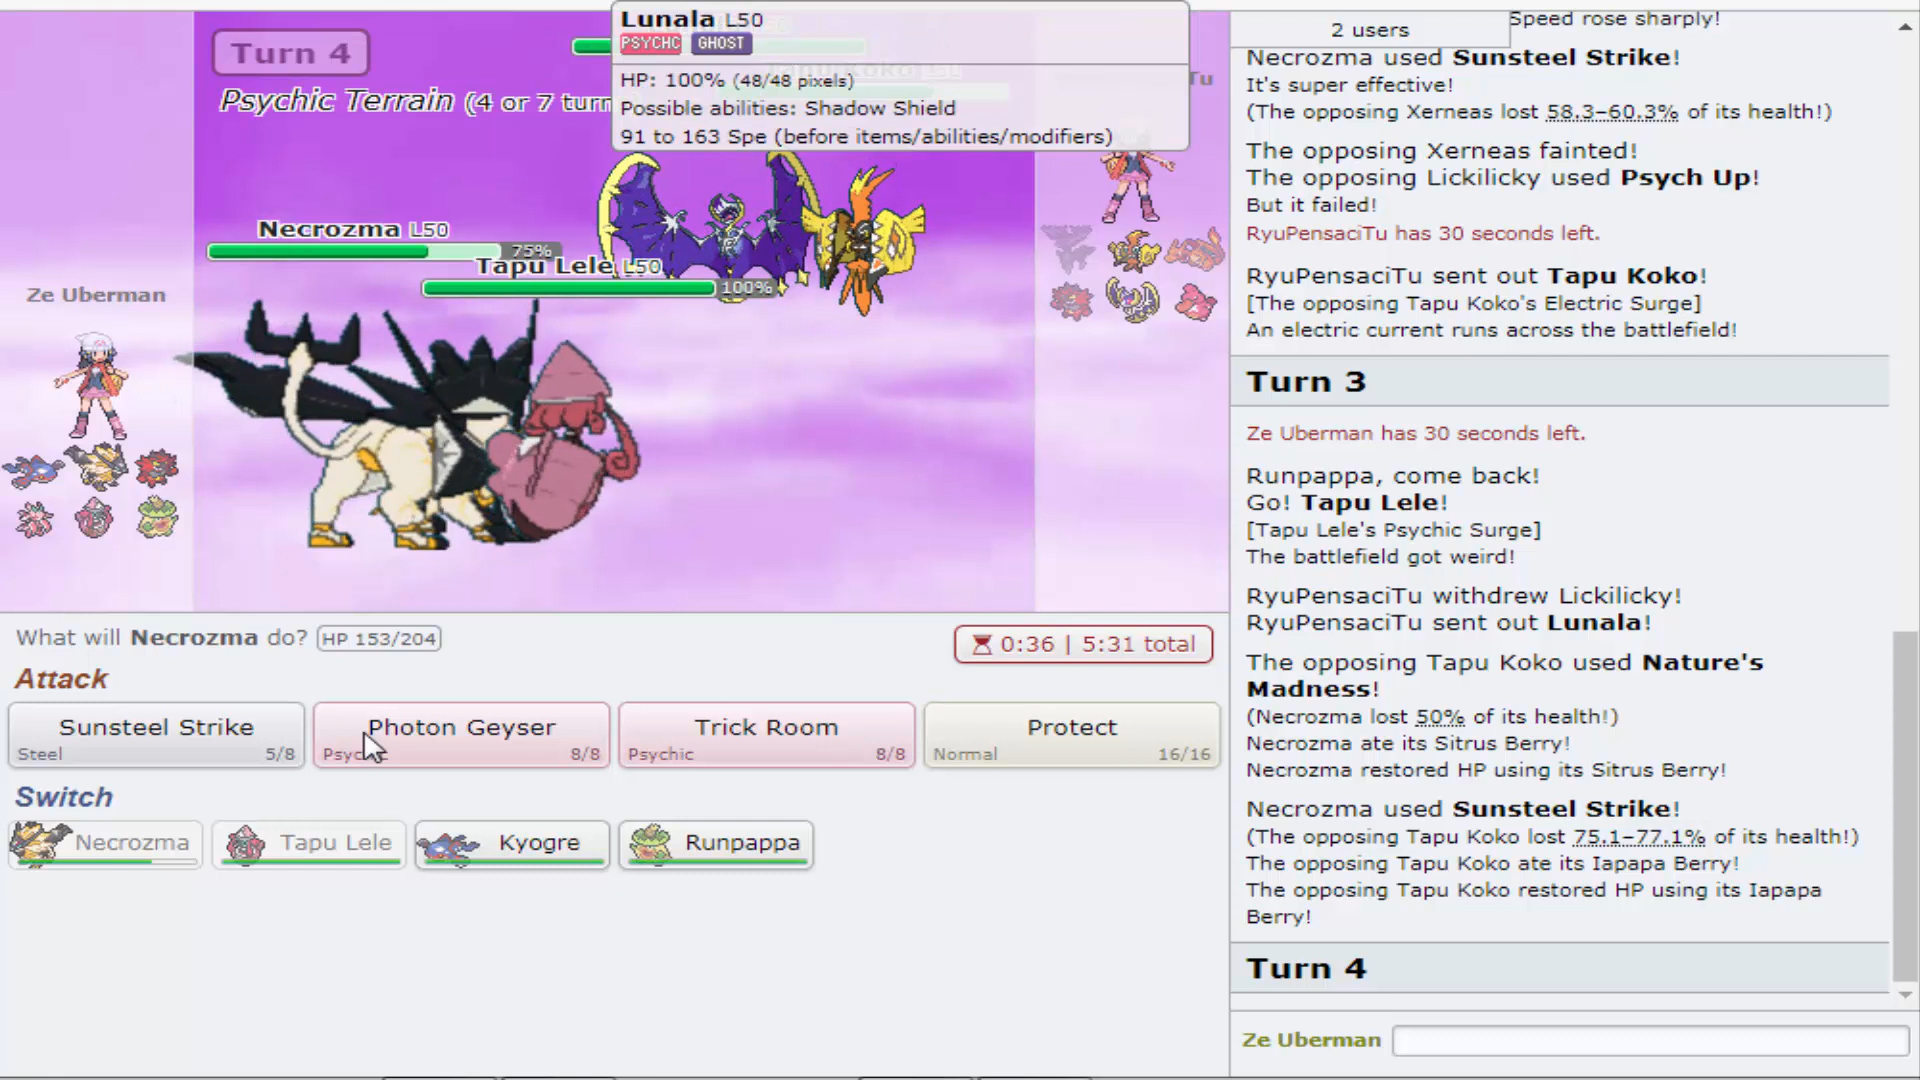 Turn 4
Psychic Terrain (4 or 7 turn
Lunala L50
PSYCHC GHOST
HP: 100% (48/48 pixels)
Possible abilities: Shadow Shield
91 to 163 Spe (before items/abilities/modifiers)
Tu
Necrozma L50
75%
Tapu Lele L50
100%
Ze Uberman
What will Necrozma do? HP 153/204
0:36 | 5:31 total
Attack
Sunsteel Strike
Steel 5/8
Photon Geyser
Psychic 8/8
Trick Room
Psychic 8/8
Protect
Normal 16/16
Switch
Necrozma
Tapu Lele
Kyogre
Runpappa
2 users
Speed rose sharply!
Necrozma used Sunsteel Strike!
It's super effective!
(The opposing Xerneas lost 58.3–60.3% of its health!)
The opposing Xerneas fainted!
The opposing Lickilicky used Psych Up!
But it failed!
RyuPensaciTu has 30 seconds left.
RyuPensaciTu sent out Tapu Koko!
[The opposing Tapu Koko's Electric Surge]
An electric current runs across the battlefield!
Turn 3
Ze Uberman has 30 seconds left.
Runpappa, come back!
Go! Tapu Lele!
[Tapu Lele's Psychic Surge]
The battlefield got weird!
RyuPensaciTu withdrew Lickilicky!
RyuPensaciTu sent out Lunala!
The opposing Tapu Koko used Nature's
Madness!
(Necrozma lost 50% of its health!)
Necrozma ate its Sitrus Berry!
Necrozma restored HP using its Sitrus Berry!
Necrozma used Sunsteel Strike!
(The opposing Tapu Koko lost 75.1–77.1% of its health!)
The opposing Tapu Koko ate its Iapapa Berry!
The opposing Tapu Koko restored HP using its Iapapa
Berry!
Turn 4
Ze Uberman